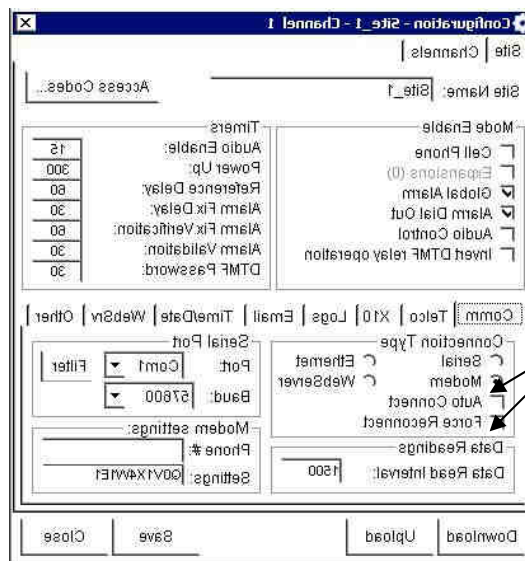 Configuration - Site_1 - Channel 1
Site Channels
Site Name: Site_1
Access Codes...
Mode Enable
Cell Phone
Expansions (0)
Global Alarm
Alarm Dial Out
Audio Control
Invert DTMF relay operation
Timers
Audio Enable: 15
Power Up: 300
Reference Delay: 60
Alarm Fix Delay: 30
Alarm Fix Verification: 60
Alarm Validation: 30
DTMF Password: 30
Comm Telco X10 Logs Email Time/Date WebSrv Other
Connection Type
Serial Ethernet
Modem WebServer
Auto Connect
Force Reconnect
Serial Port
Port: Com1 Filter
Baud: 57600
Data Readings
Data Read Interval: 1500
Modem settings:
Phone #:
Settings: Q0V1X4W1E1
Download Upload Save Close